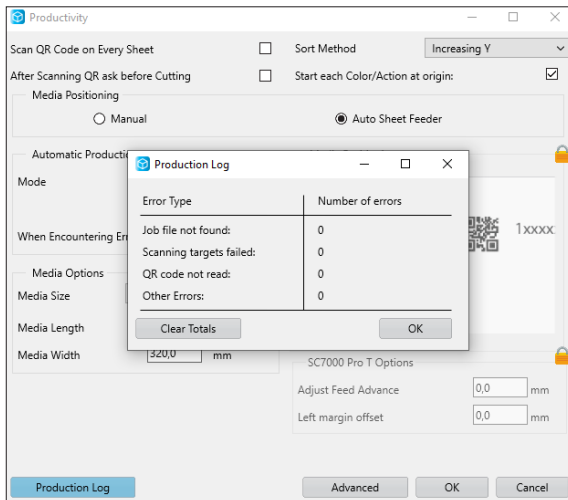 Productivity
Scan QR Code on Every Sheet
Sort Method
Increasing Y
After Scanning QR ask before Cutting
Start each Color/Action at origin:
Media Positioning
Manual
Auto Sheet Feeder
Automatic Producti
Mode
When Encountering Er
1xxxx
Production Log
Error Type
Number of errors
Job file not found:
0
Scanning targets failed:
0
QR code not read:
0
Other Errors:
0
Clear Totals
OK
Media Options
Media Size
Media Length
Media Width
320,0
mm
SC7000 Pro T Options
Adjust Feed Advance
0,0
mm
Left margin offset
0,0
mm
Production Log
Advanced
OK
Cancel